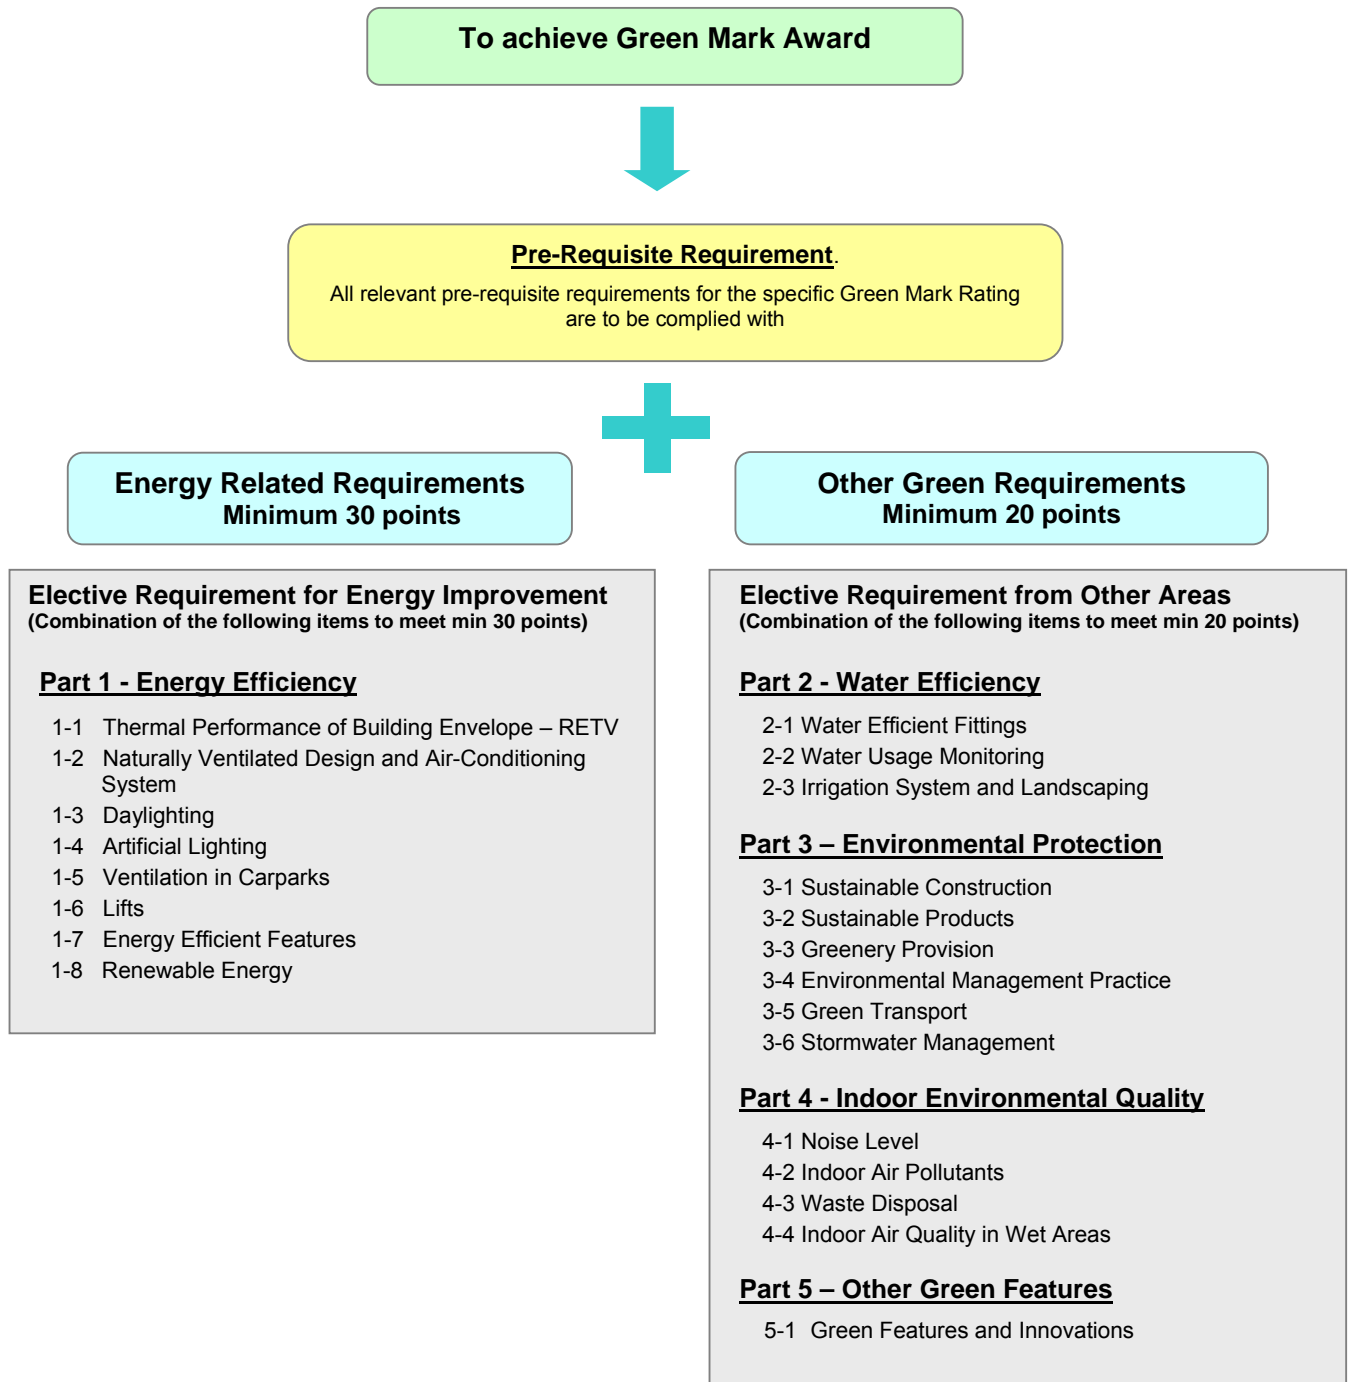 To achieve Green Mark Award
Pre-Requisite Requirement.
All relevant pre-requisite requirements for the specific Green Mark Rating
are to be complied with
Energy Related Requirements
Minimum 30 points
Elective Requirement for Energy Improvement
(Combination of the following items to meet min 30 points)
Part 1 - Energy Efficiency
1-1 Thermal Performance of Building Envelope – RETV
1-2 Naturally Ventilated Design and Air-Conditioning
System
1-3 Daylighting
1-4 Artificial Lighting
1-5 Ventilation in Carparks
1-6 Lifts
1-7 Energy Efficient Features
1-8 Renewable Energy
Other Green Requirements
Minimum 20 points
Elective Requirement from Other Areas
(Combination of the following items to meet min 20 points)
Part 2 - Water Efficiency
2-1 Water Efficient Fittings
2-2 Water Usage Monitoring
2-3 Irrigation System and Landscaping
Part 3 – Environmental Protection
3-1 Sustainable Construction
3-2 Sustainable Products
3-3 Greenery Provision
3-4 Environmental Management Practice
3-5 Green Transport
3-6 Stormwater Management
Part 4 - Indoor Environmental Quality
4-1 Noise Level
4-2 Indoor Air Pollutants
4-3 Waste Disposal
4-4 Indoor Air Quality in Wet Areas
Part 5 – Other Green Features
5-1 Green Features and Innovations